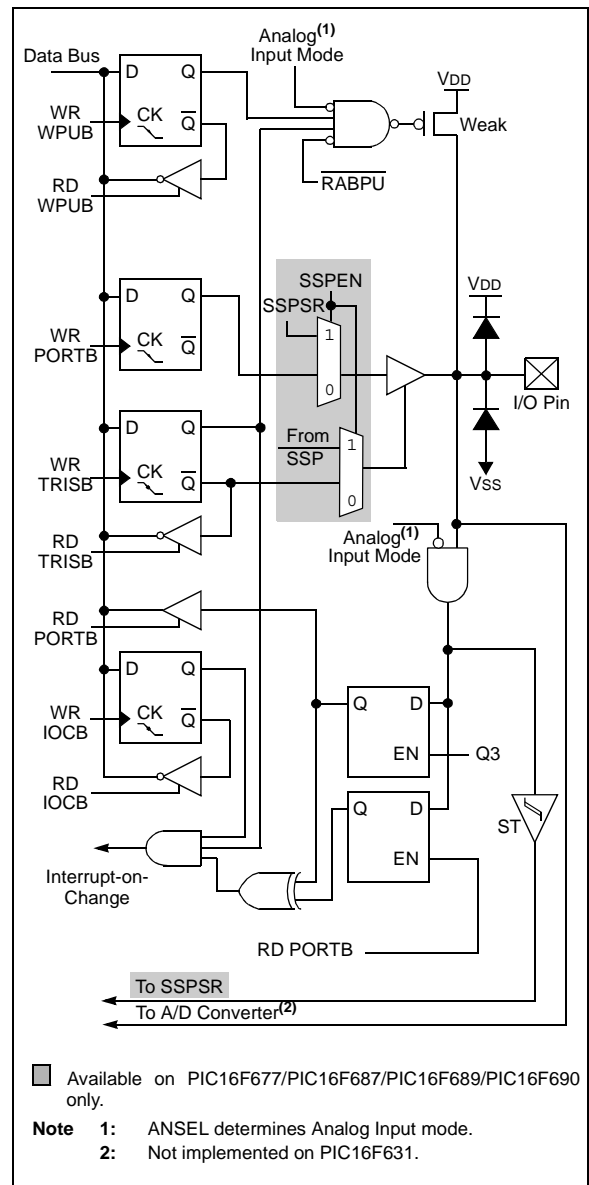 Analog(1)
Input Mode
Data Bus
D Q
VDD
WR
WPUB
CK Q
Weak
RD
WPUB
RABPU
SSPEN
SSPSR
VDD
D Q
WR
PORTB
CK Q
1
0
I/O Pin
D Q
From
SSP
1
WR
TRISB
CK Q
0
VSS
RD
TRISB
Analog(1)
Input Mode
RD
PORTB
D Q
WR
IOCB
CK Q
Q D
EN
Q3
RD
IOCB
Q D
ST
EN
Interrupt-on-
Change
RD PORTB
To SSPSR
To A/D Converter(2)
Available on PIC16F677/PIC16F687/PIC16F689/PIC16F690
only.
Note 1: ANSEL determines Analog Input mode.
2: Not implemented on PIC16F631.